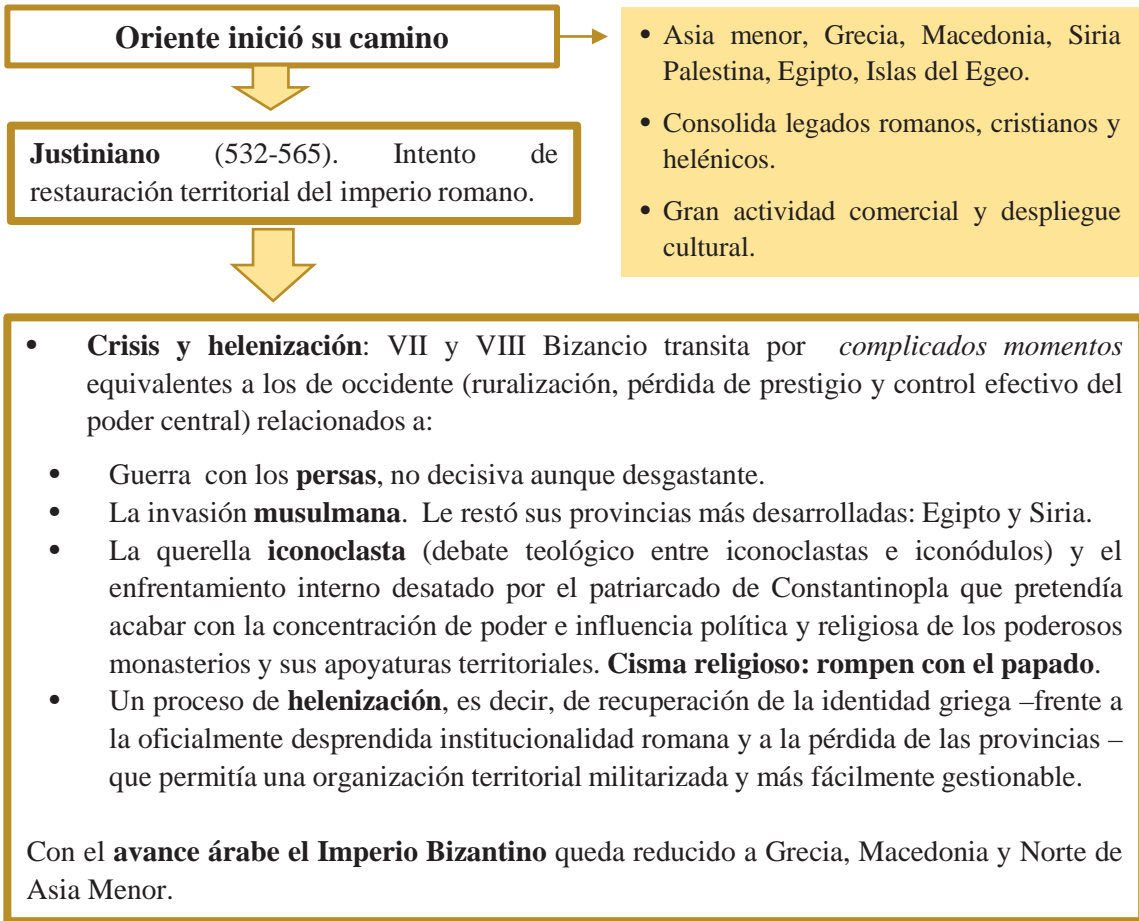 Oriente inició su camino
• Asia menor, Grecia, Macedonia, Siria
Palestina, Egipto, Islas del Egeo.
• Consolida legados romanos, cristianos y
helénicos.
• Gran actividad comercial y despliegue
cultural.
Justiniano (532-565). Intento de
restauración territorial del imperio romano.
• Crisis y helenización: VII y VIII Bizancio transita por complicados momentos
equivalentes a los de occidente (ruralización, pérdida de prestigio y control efectivo del
poder central) relacionados a:
• Guerra con los persas, no decisiva aunque desgastante.
• La invasión musulmana. Le restó sus provincias más desarrolladas: Egipto y Siria.
• La querella iconoclasta (debate teológico entre iconoclastas e iconódulos) y el
enfrentamiento interno desatado por el patriarcado de Constantinopla que pretendía
acabar con la concentración de poder e influencia política y religiosa de los poderosos
monasterios y sus apoyaturas territoriales. Cisma religioso: rompen con el papado.
• Un proceso de helenización, es decir, de recuperación de la identidad griega –frente a
la oficialmente desprendida institucionalidad romana y a la pérdida de las provincias –
que permitía una organización territorial militarizada y más fácilmente gestionable.
Con el avance árabe el Imperio Bizantino queda reducido a Grecia, Macedonia y Norte de
Asia Menor.